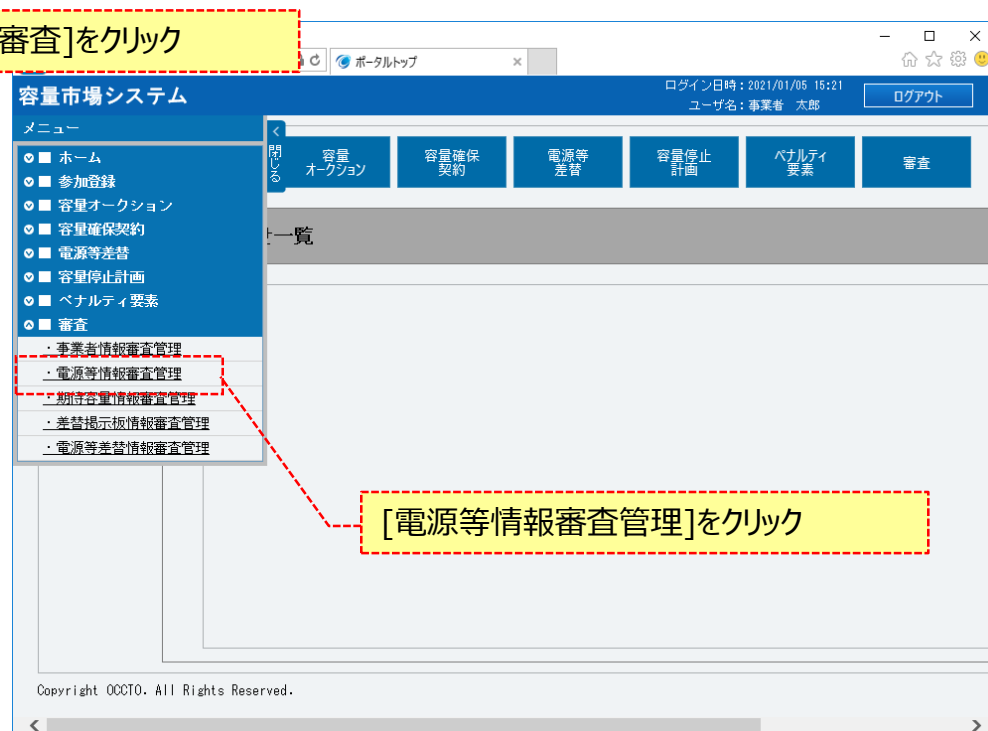 審査]をクリック
ポータルトップ
容量市場システム
ログイン日時：2021/01/05 15:21
ユーザ名：事業者 太郎
ログアウト
メニュー
閉じる
容量
オークション
容量確保
契約
電源等
差替
容量停止
計画
ペナルティ
要素
審査
ホーム
参加登録
容量オークション
容量確保契約
電源等差替
容量停止計画
ペナルティ要素
審査
・事業者情報審査管理
・電源等情報審査管理
・期待容量情報審査管理
・差替掲示板情報審査管理
・電源等差替情報審査管理
一覧
[電源等情報審査管理]をクリック
Copyright OCCTO. All Rights Reserved.